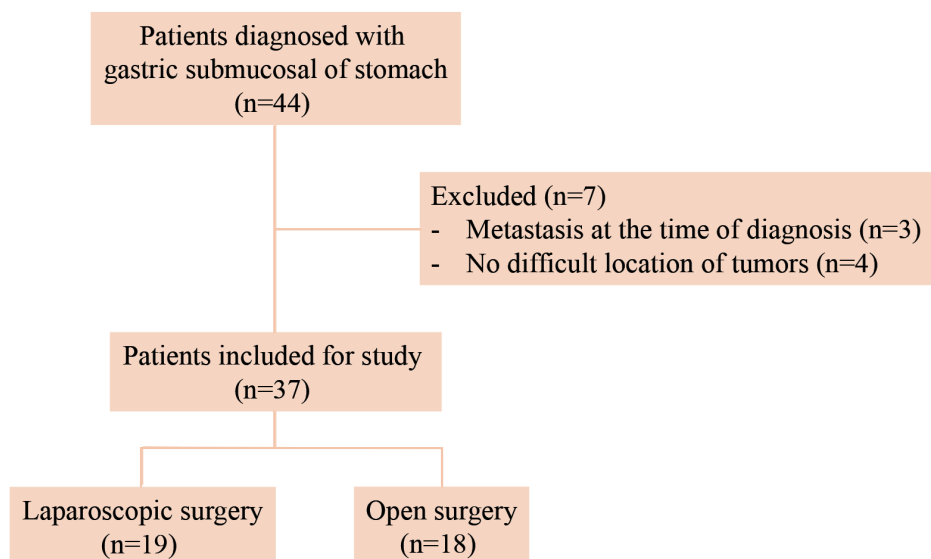 Patients diagnosed with
gastric submucosal of stomach
(n=44)
Excluded (n=7)
- Metastasis at the time of diagnosis (n=3)
- No difficult location of tumors (n=4)
Patients included for study
(n=37)
Laparoscopic surgery
(n=19)
Open surgery
(n=18)